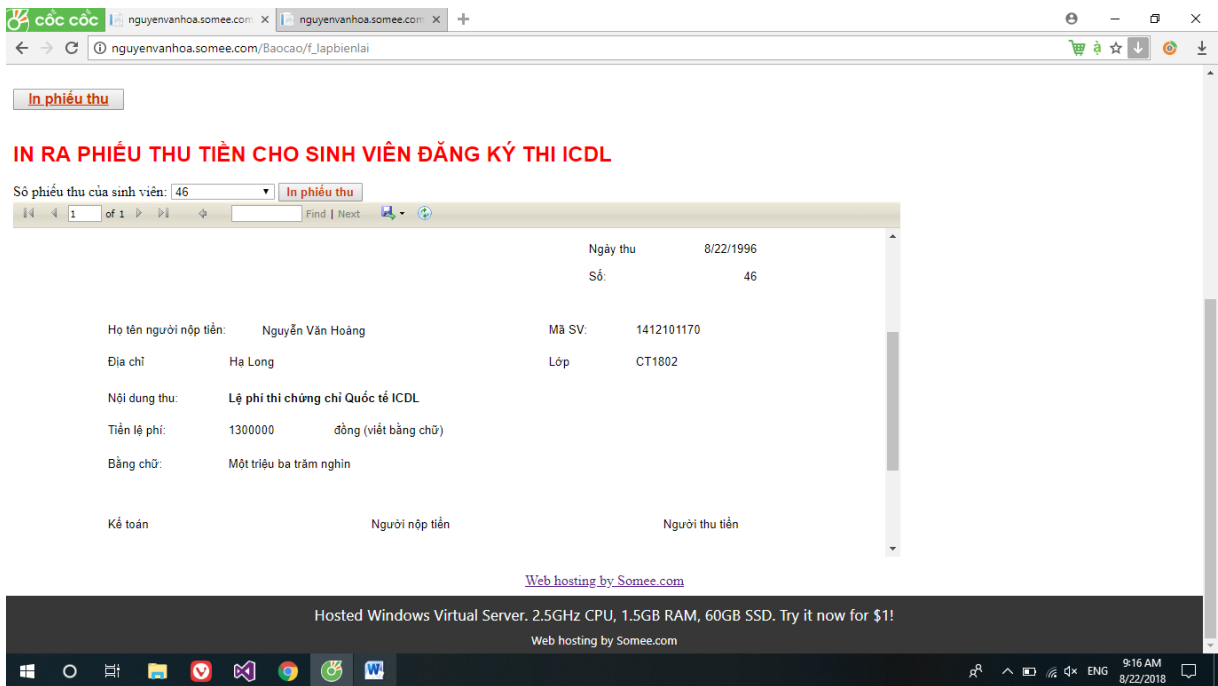 cốc cốc nguyenvanhoa.somee.com nguyenvanhoa.somee.com
nguyenvanhoa.somee.com/Baocao/f_lapbienlai
In phiếu thu
IN RA PHIẾU THU TIỀN CHO SINH VIÊN ĐĂNG KÝ THI ICDL
Số phiếu thu của sinh viên: 46 In phiếu thu
1 of 1 Find | Next
Ngày thu 8/22/1996
Số: 46
Họ tên người nộp tiền: Nguyễn Văn Hoàng Mã SV: 1412101170
Địa chỉ Hạ Long Lớp CT1802
Nội dung thu: Lệ phí thi chứng chỉ Quốc tế ICDL
Tiền lệ phí: 1300000 đồng (viết bằng chữ)
Bằng chữ: Một triệu ba trăm nghìn
Kế toán Người nộp tiền Người thu tiền
Web hosting by Somee.com
Hosted Windows Virtual Server. 2.5GHz CPU, 1.5GB RAM, 60GB SSD. Try it now for $1!
Web hosting by Somee.com
ENG 9:16 AM
8/22/2018